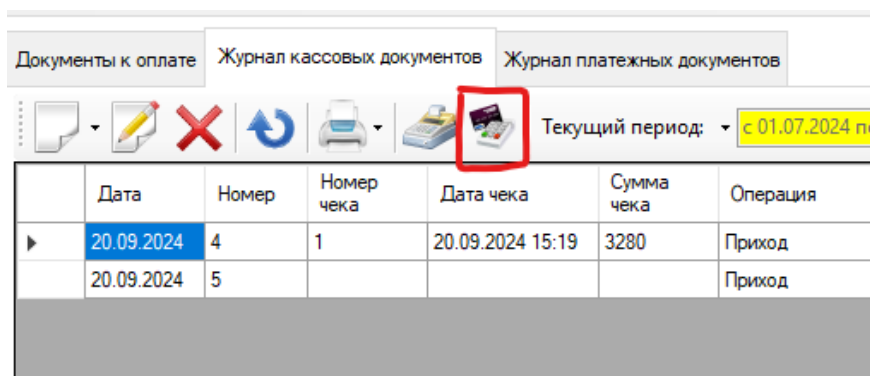 Документы к оплате Журнал кассовых документов Журнал платежных документов
Текущий период: с 01.07.2024
Дата Номер Номер чека Дата чека Сумма чека Операция
20.09.2024 4 1 20.09.2024 15:19 3280 Приход
20.09.2024 5 Приход